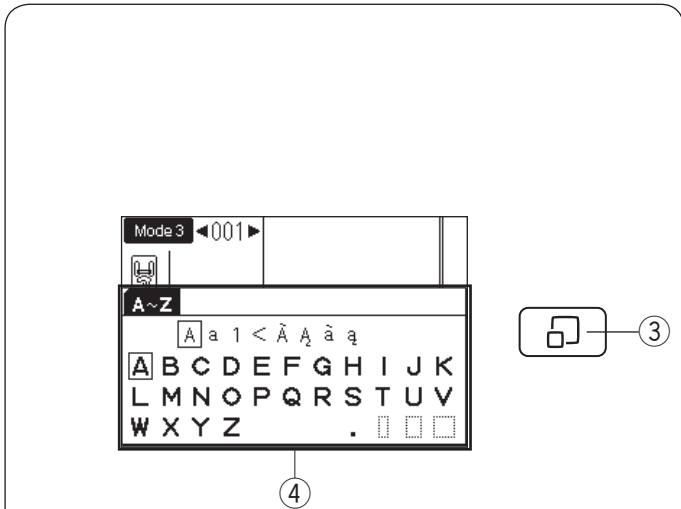 Mode 3 ◄001►
A~Z
A a 1 < Ã Ą ã ą
A B C D E F G H I J K
L M N O P Q R S T U V
W X Y Z .
③
④